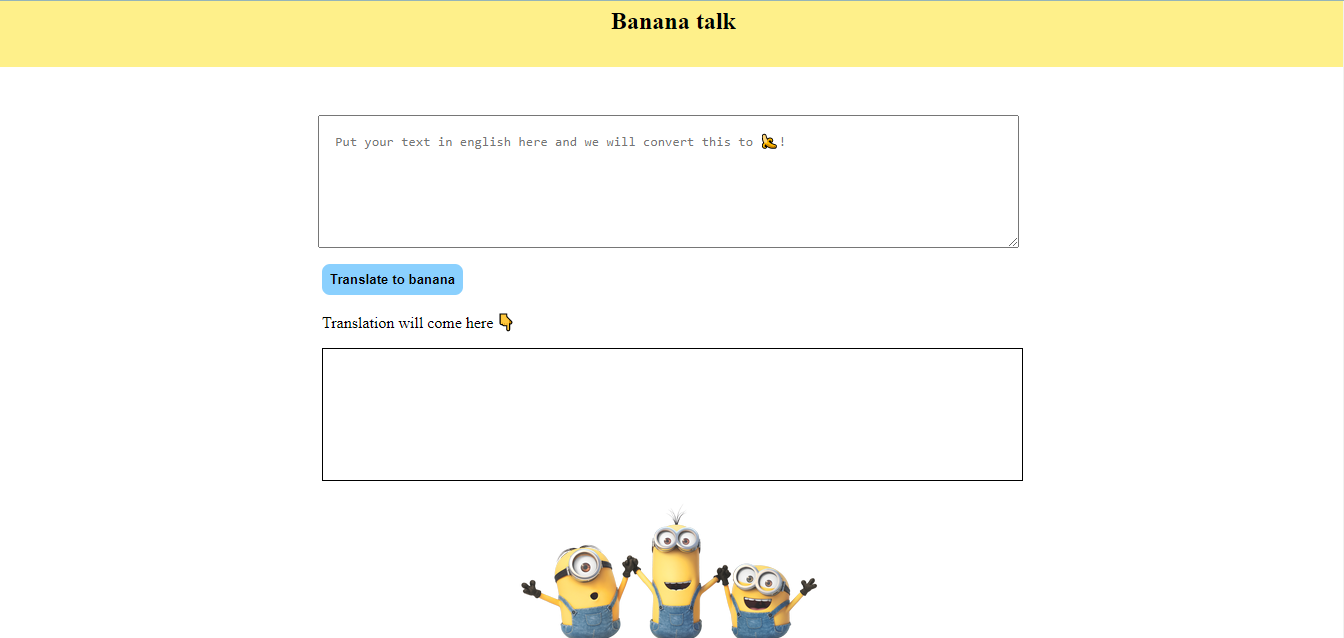 Banana talk
Put your text in english here and we will convert this to 🍌!
Translate to banana
Translation will come here 👇